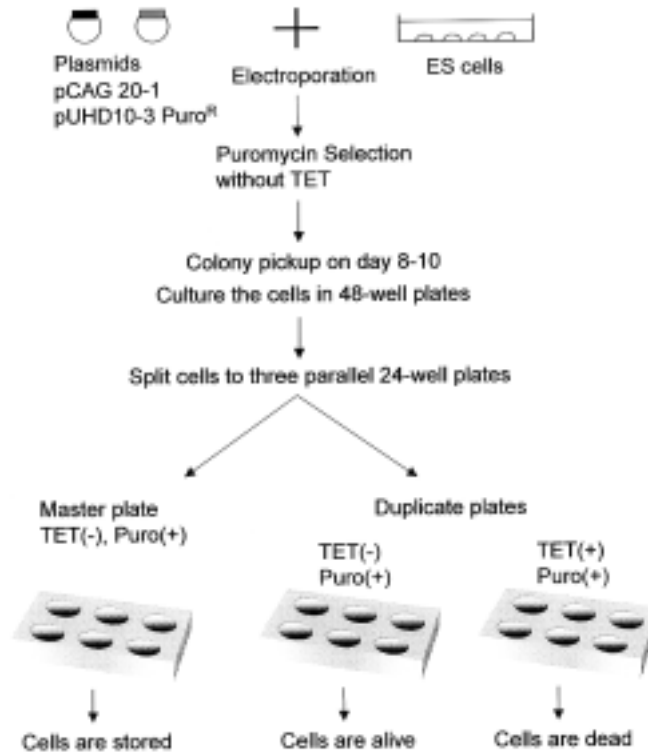 Plasmids
pCAG 20-1
pUHD10-3 Puroᴿ
Electroporation
ES cells
Puromycin Selection
without TET
Colony pickup on day 8-10
Culture the cells in 48-well plates
Split cells to three parallel 24-well plates
Master plate
TET(-), Puro(+)
Duplicate plates
TET(-)
Puro(+)
TET(+)
Puro(+)
Cells are stored
Cells are alive
Cells are dead